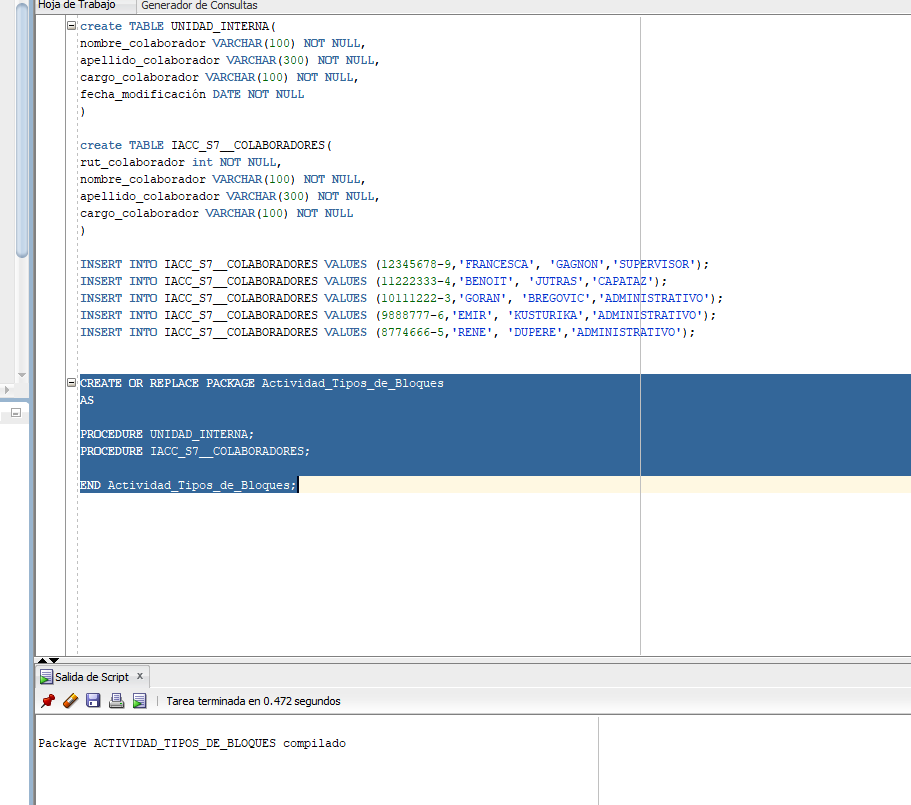 Hoja de Trabajo Generador de Consultas
create TABLE UNIDAD_INTERNA(
nombre_colaborador VARCHAR(100) NOT NULL,
apellido_colaborador VARCHAR(300) NOT NULL,
cargo_colaborador VARCHAR(100) NOT NULL,
fecha_modificación DATE NOT NULL
)
create TABLE IACC_S7__COLABORADORES(
rut_colaborador int NOT NULL,
nombre_colaborador VARCHAR(100) NOT NULL,
apellido_colaborador VARCHAR(300) NOT NULL,
cargo_colaborador VARCHAR(100) NOT NULL
)
INSERT INTO IACC_S7__COLABORADORES VALUES (12345678-9,'FRANCESCA', 'GAGNON','SUPERVISOR');
INSERT INTO IACC_S7__COLABORADORES VALUES (11222333-4,'BENOIT', 'JUTRAS','CAPATAZ');
INSERT INTO IACC_S7__COLABORADORES VALUES (10111222-3,'GORAN', 'BREGOVIC','ADMINISTRATIVO');
INSERT INTO IACC_S7__COLABORADORES VALUES (9888777-6,'EMIR', 'KUSTURIKA','ADMINISTRATIVO');
INSERT INTO IACC_S7__COLABORADORES VALUES (8774666-5,'RENE', 'DUPERE','ADMINISTRATIVO');
CREATE OR REPLACE PACKAGE Actividad_Tipos_de_Bloques
AS
PROCEDURE UNIDAD_INTERNA;
PROCEDURE IACC_S7__COLABORADORES;
END Actividad_Tipos_de_Bloques;
Salida de Script x
Tarea terminada en 0.472 segundos
Package ACTIVIDAD_TIPOS_DE_BLOQUES compilado